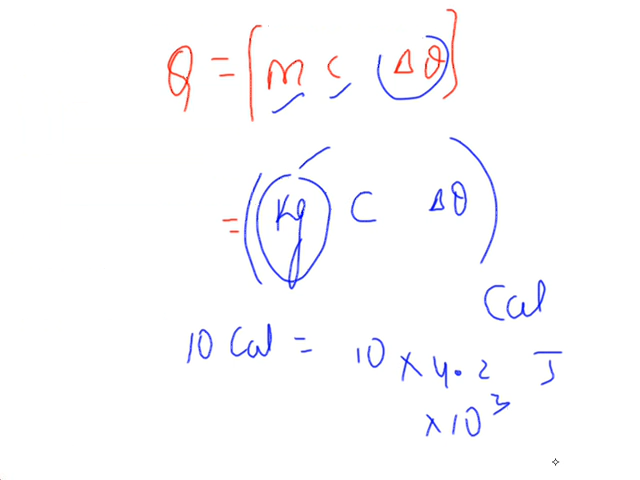 Q = [m c Δθ]
= (Kg C Δθ)
Cal
10 Cal = 10 × 4.2 J
× 10³